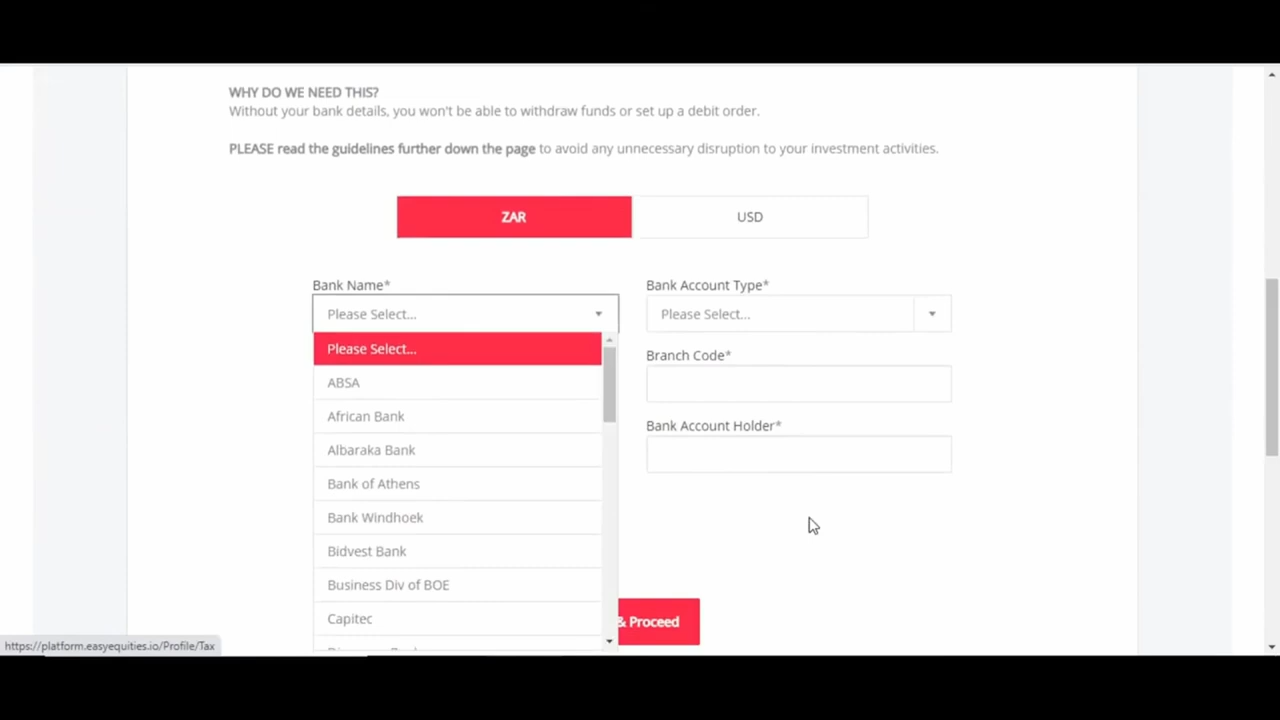 WHY DO WE NEED THIS?
Without your bank details, you won't be able to withdraw funds or set up a debit order.
PLEASE read the guidelines further down the page to avoid any unnecessary disruption to your investment activities.
ZAR
USD
Bank Name*
Bank Account Type*
Please Select...
Please Select...
Please Select...
Branch Code*
ABSA
African Bank
Bank Account Holder*
Albaraka Bank
Bank of Athens
Bank Windhoek
Bidvest Bank
Business Div of BOE
Capitec
& Proceed
https://platform.easyequities.io/Profile/Tax